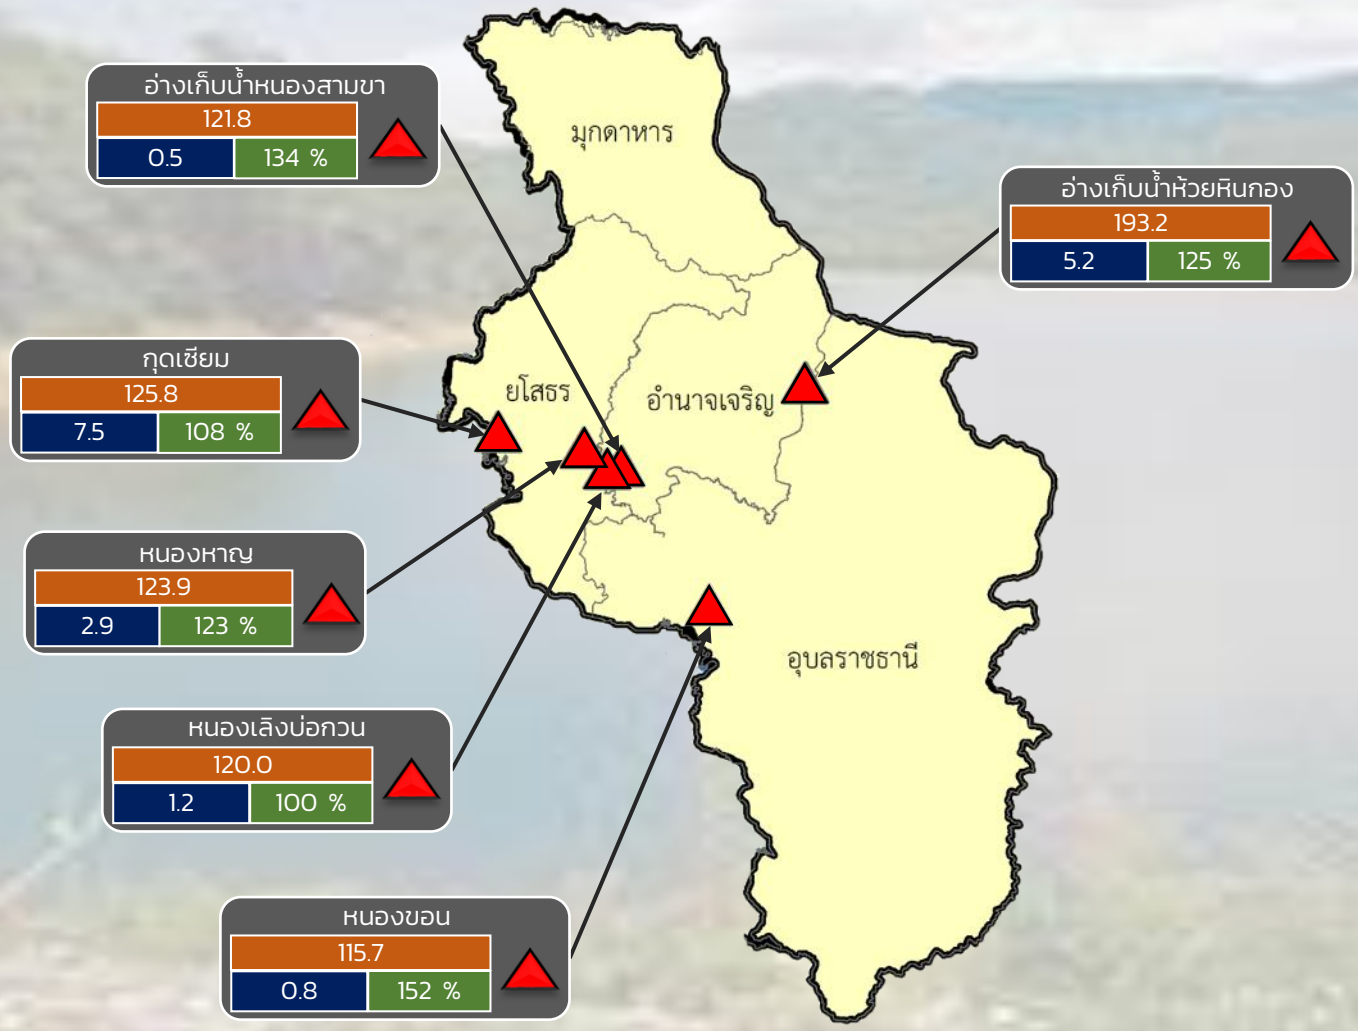 อ่างเก็บน้ำหนองสามขา
121.8
0.5 134 %
มุกดาหาร
อ่างเก็บน้ำห้วยหินกอง
193.2
5.2 125 %
กุดเซียม
125.8
7.5 108 %
ยโสธร
อำนาจเจริญ
หนองหาญ
123.9
2.9 123 %
อุบลราชธานี
หนองเลิงบ่อกวน
120.0
1.2 100 %
หนองขอน
115.7
0.8 152 %